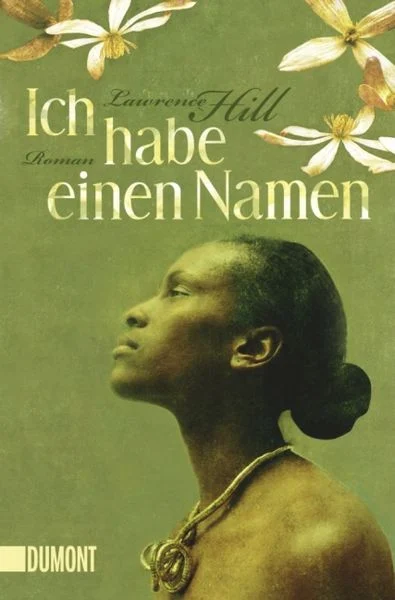 Lawrence Hill
Ich
habe
Roman
einen Namen
DUMONT